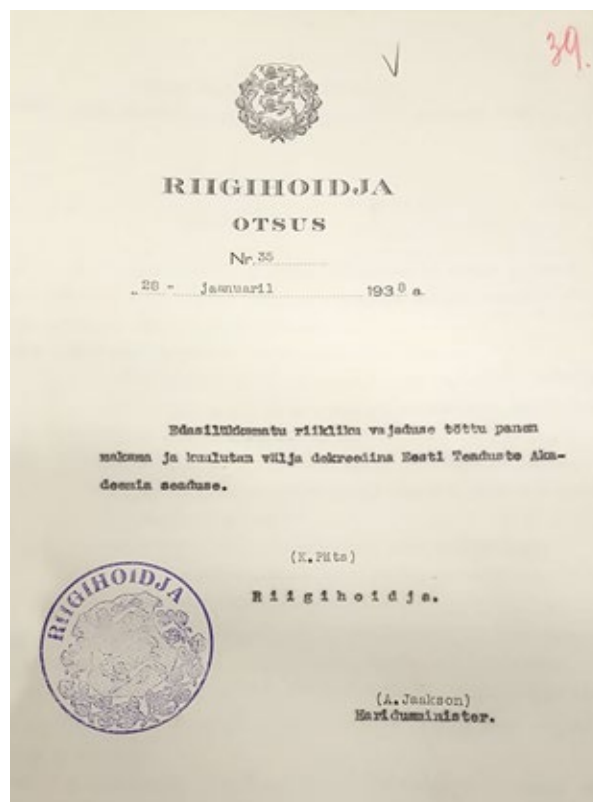 39.
RIIGIHOIDJA
OTSUS
Nr. 35
„28 - jaanuaril 1938 a.
Edasilükkamatu riikliku vajaduse tõttu panen
maksma ja kuulutan välja dekreedina Eesti Teaduste Aka-
deemia seaduse.
(K.Päts)
Riigihoidja.
RIIGIHOIDJA
(A.Jaakson)
Haridusminister.